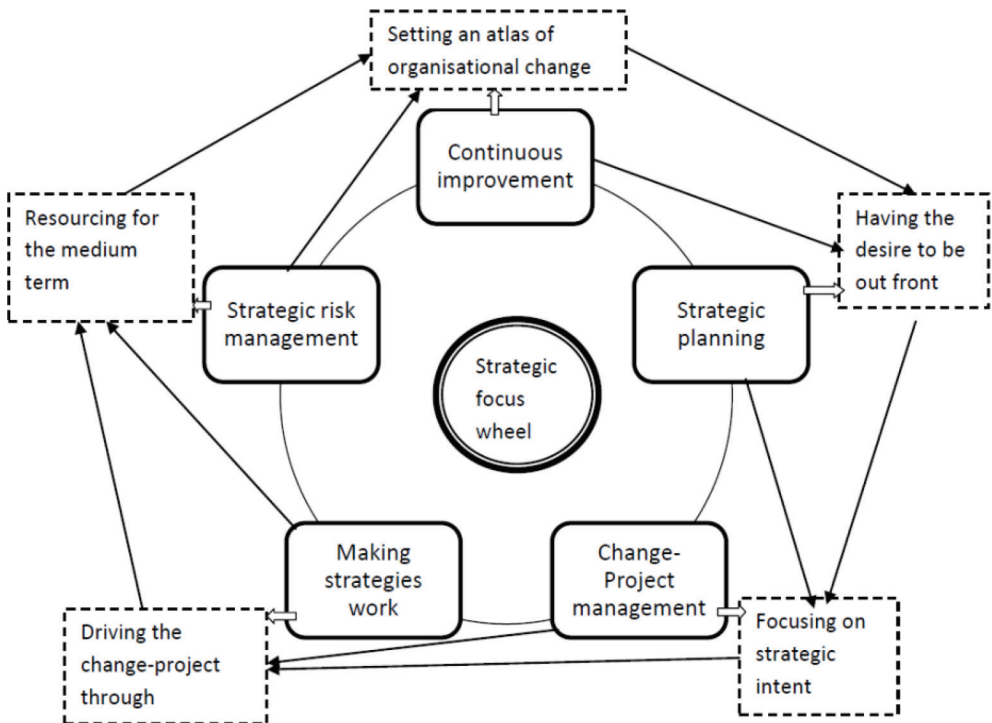 Setting an atlas of
organisational change
Continuous
improvement
Resourcing for
the medium
term
Having the
desire to be
out front
Strategic risk
management
Strategic
planning
Strategic
focus
wheel
Making
strategies
work
Change-
Project
management
Driving the
change-project
through
Focusing on
strategic
intent